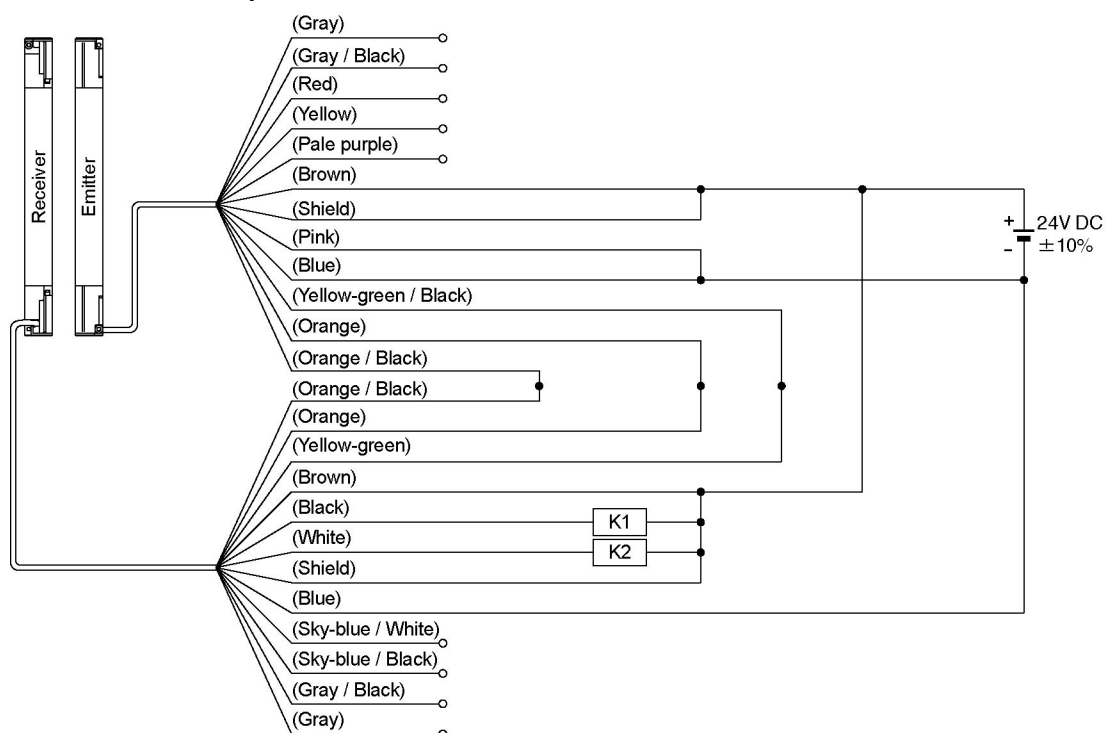 (Gray)
(Gray / Black)
(Red)
(Yellow)
(Pale purple)
(Brown)
(Shield)
(Pink)
(Blue)
(Yellow-green / Black)
(Orange)
(Orange / Black)
(Orange / Black)
(Orange)
(Yellow-green)
(Brown)
(Black)
(White)
(Shield)
(Blue)
(Sky-blue / White)
(Sky-blue / Black)
(Gray / Black)
(Gray)
Receiver
Emitter
K1
K2
+ 24V DC
- ±10%